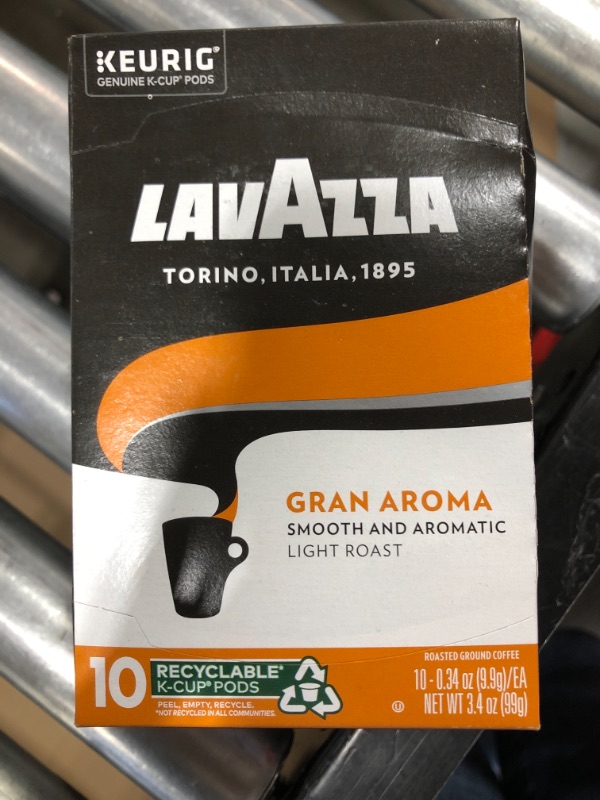 KEURIG®
GENUINE K-CUP® PODS
LAVAZZA
TORINO, ITALIA, 1895
GRAN AROMA
SMOOTH AND AROMATIC
LIGHT ROAST
10
RECYCLABLE*
K-CUP® PODS
PEEL, EMPTY, RECYCLE.
*NOT RECYCLED IN ALL COMMUNITIES.
U
ROASTED GROUND COFFEE
10 - 0.34 oz (9.9g)/EA
NET WT 3.4 oz (99g)